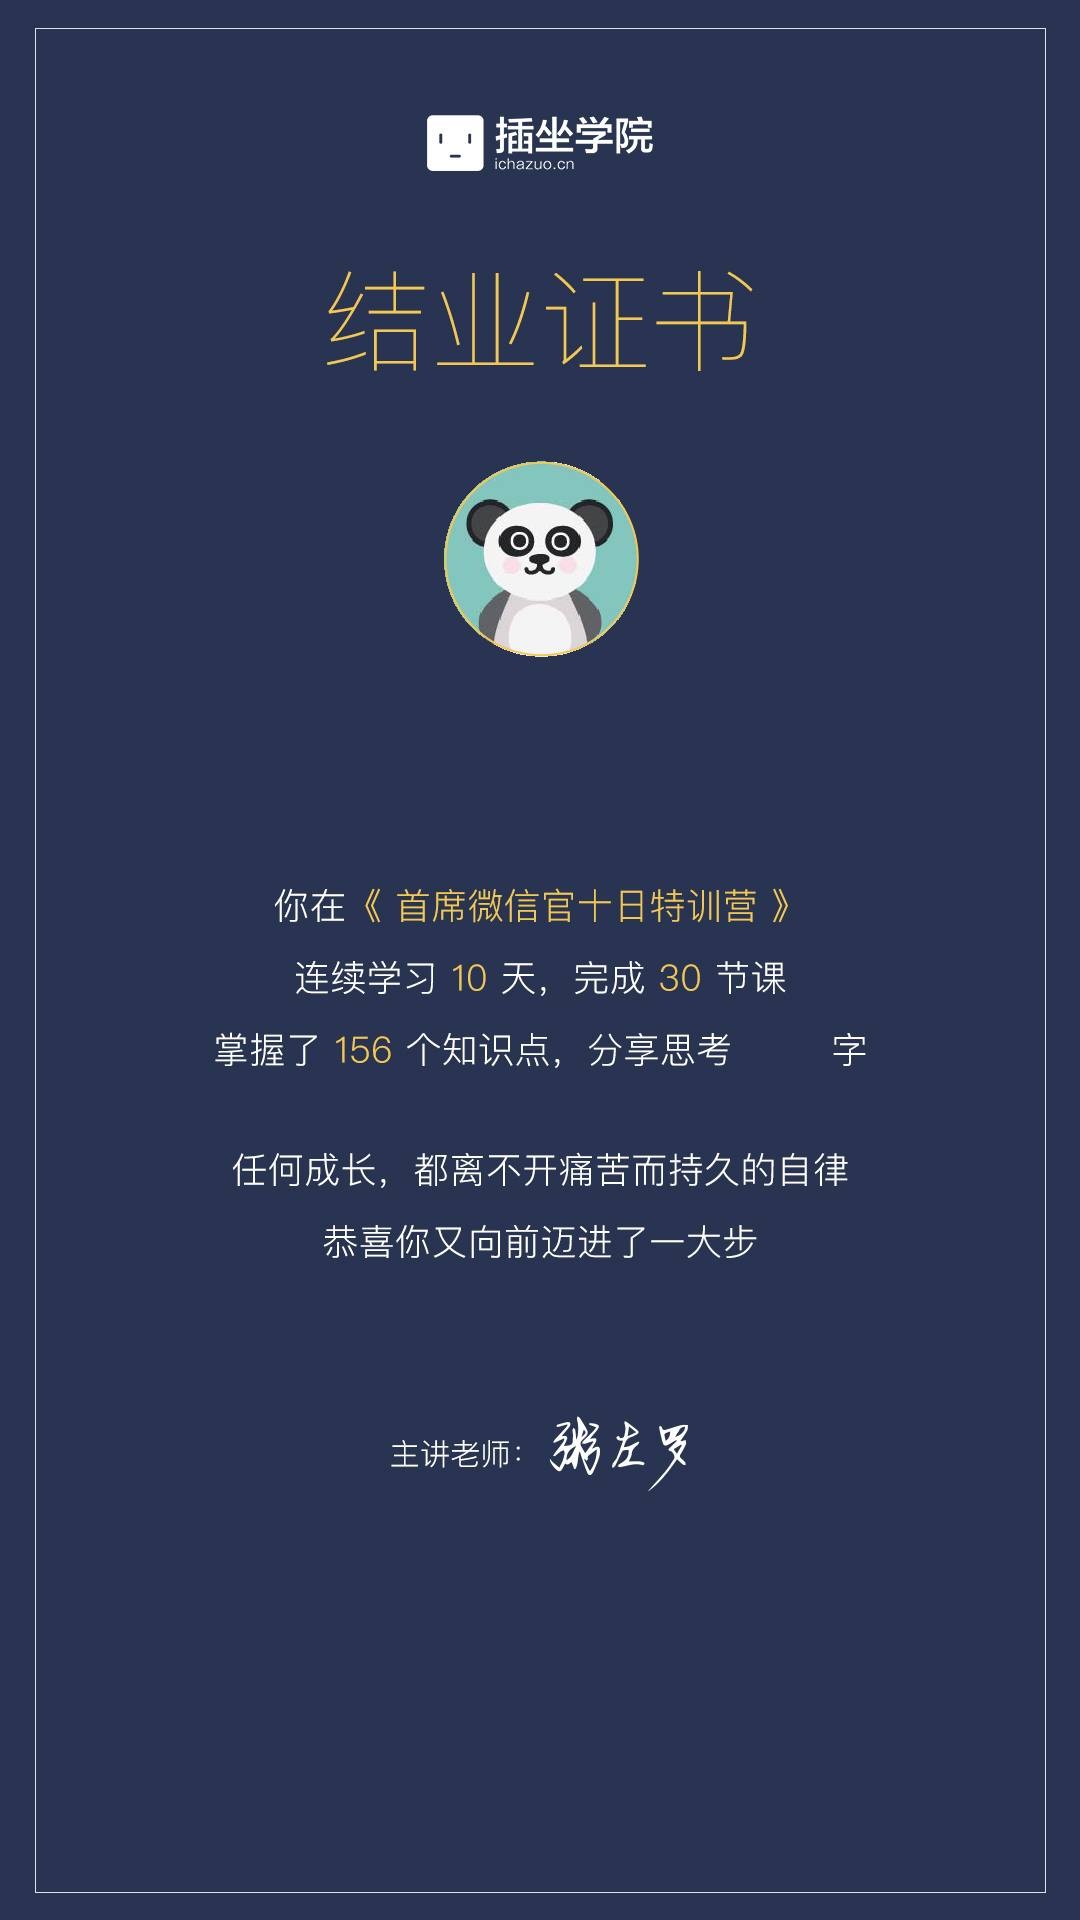 插坐学院
ichazuo.cn
结业证书
你在《 首席微信官十日特训营 》
连续学习 10 天，完成 30 节课
掌握了 156 个知识点，分享思考 字
任何成长，都离不开痛苦而持久的自律
恭喜你又向前迈进了一大步
主讲老师：粥左罗